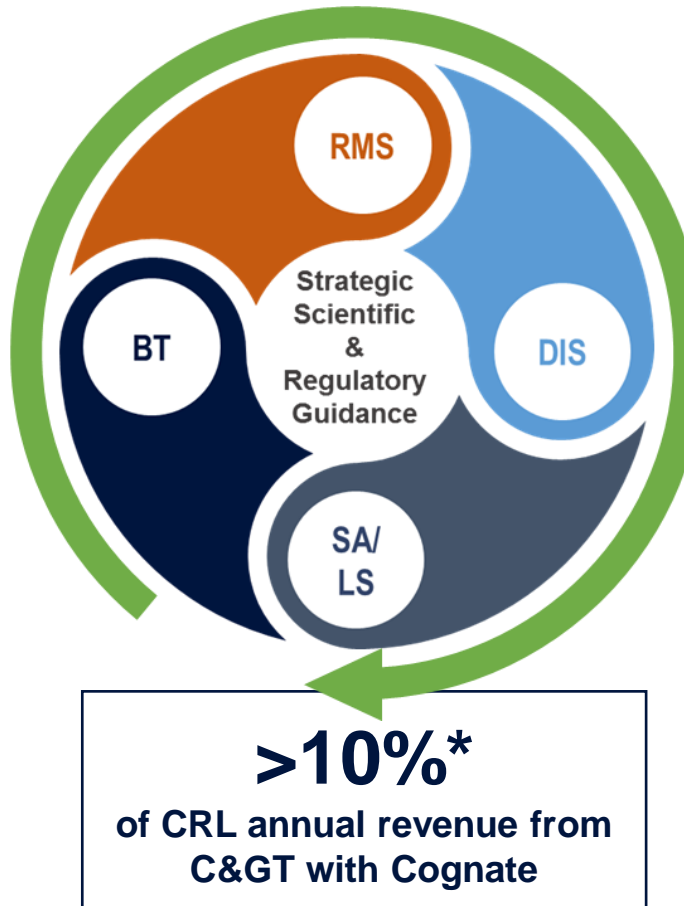 RMS
DIS
Strategic
Scientific
&
Regulatory
Guidance
BT
SA/
LS
>10%*
of CRL annual revenue from
C&GT with Cognate